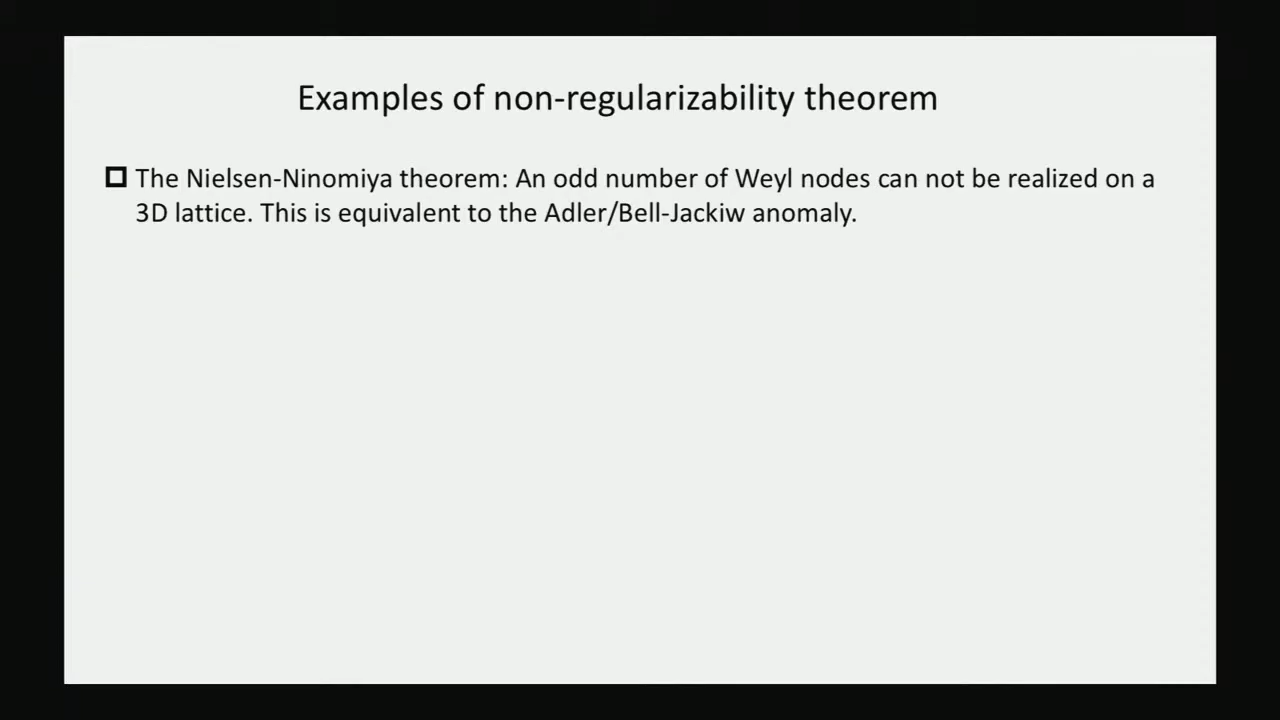 Examples of non-regularizability theorem
The Nielsen-Ninomiya theorem: An odd number of Weyl nodes can not be realized on a
3D lattice. This is equivalent to the Adler/Bell-Jackiw anomaly.